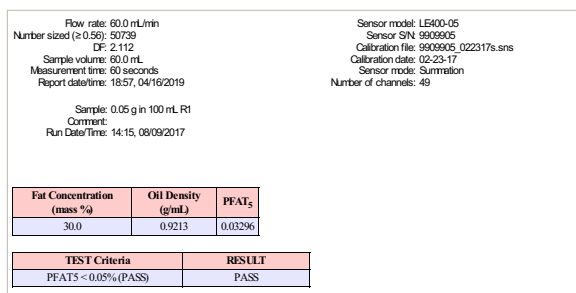 Flow rate: 60.0 mL/min
Number sized (≥ 0.56): 50739
DF: 2.112
Sample volume: 60.0 mL
Measurement time: 60 seconds
Report date/time: 18:57, 04/16/2019
Sample: 0.05 g in 100 mL R1
Comment:
Run Date/Time: 14:15, 08/09/2017
Sensor model: LE400-05
Sensor S/N: 9909905
Calibration file: 9909905_022317s.sns
Calibration date: 02-23-17
Sensor mode: Summation
Number of channels: 49
Fat Concentration (mass %) Oil Density (g/mL) PFAT5
30.0 0.9213 0.03296
TEST Criteria RESULT
PFAT5 < 0.05% (PASS) PASS